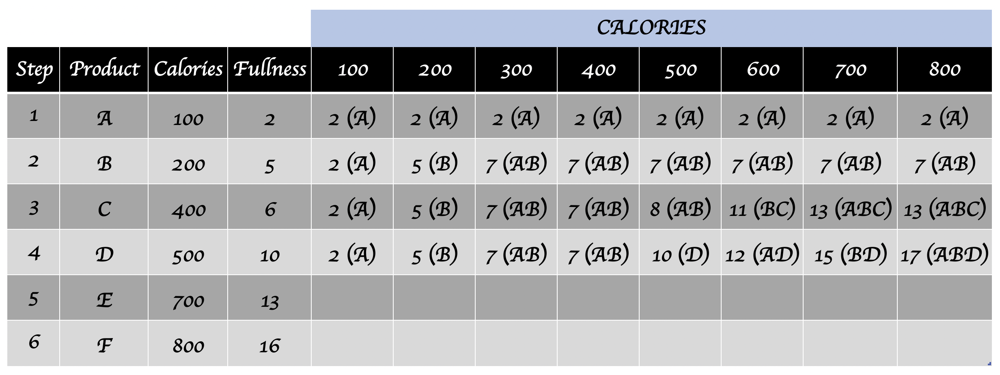 CALORIES
Step Product Calories Fullness 100 200 300 400 500 600 700 800
1 A 100 2 2 (A) 2 (A) 2 (A) 2 (A) 2 (A) 2 (A) 2 (A) 2 (A)
2 B 200 5 2 (A) 5 (B) 7 (AB) 7 (AB) 7 (AB) 7 (AB) 7 (AB) 7 (AB)
3 C 400 6 2 (A) 5 (B) 7 (AB) 7 (AB) 8 (AB) 11 (BC) 13 (ABC) 13 (ABC)
4 D 500 10 2 (A) 5 (B) 7 (AB) 7 (AB) 10 (D) 12 (AD) 15 (BD) 17 (ABD)
5 E 700 13
6 F 800 16